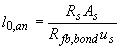 l_{0,an} = \frac{R_s A_s}{R_{fb,bond} u_s}